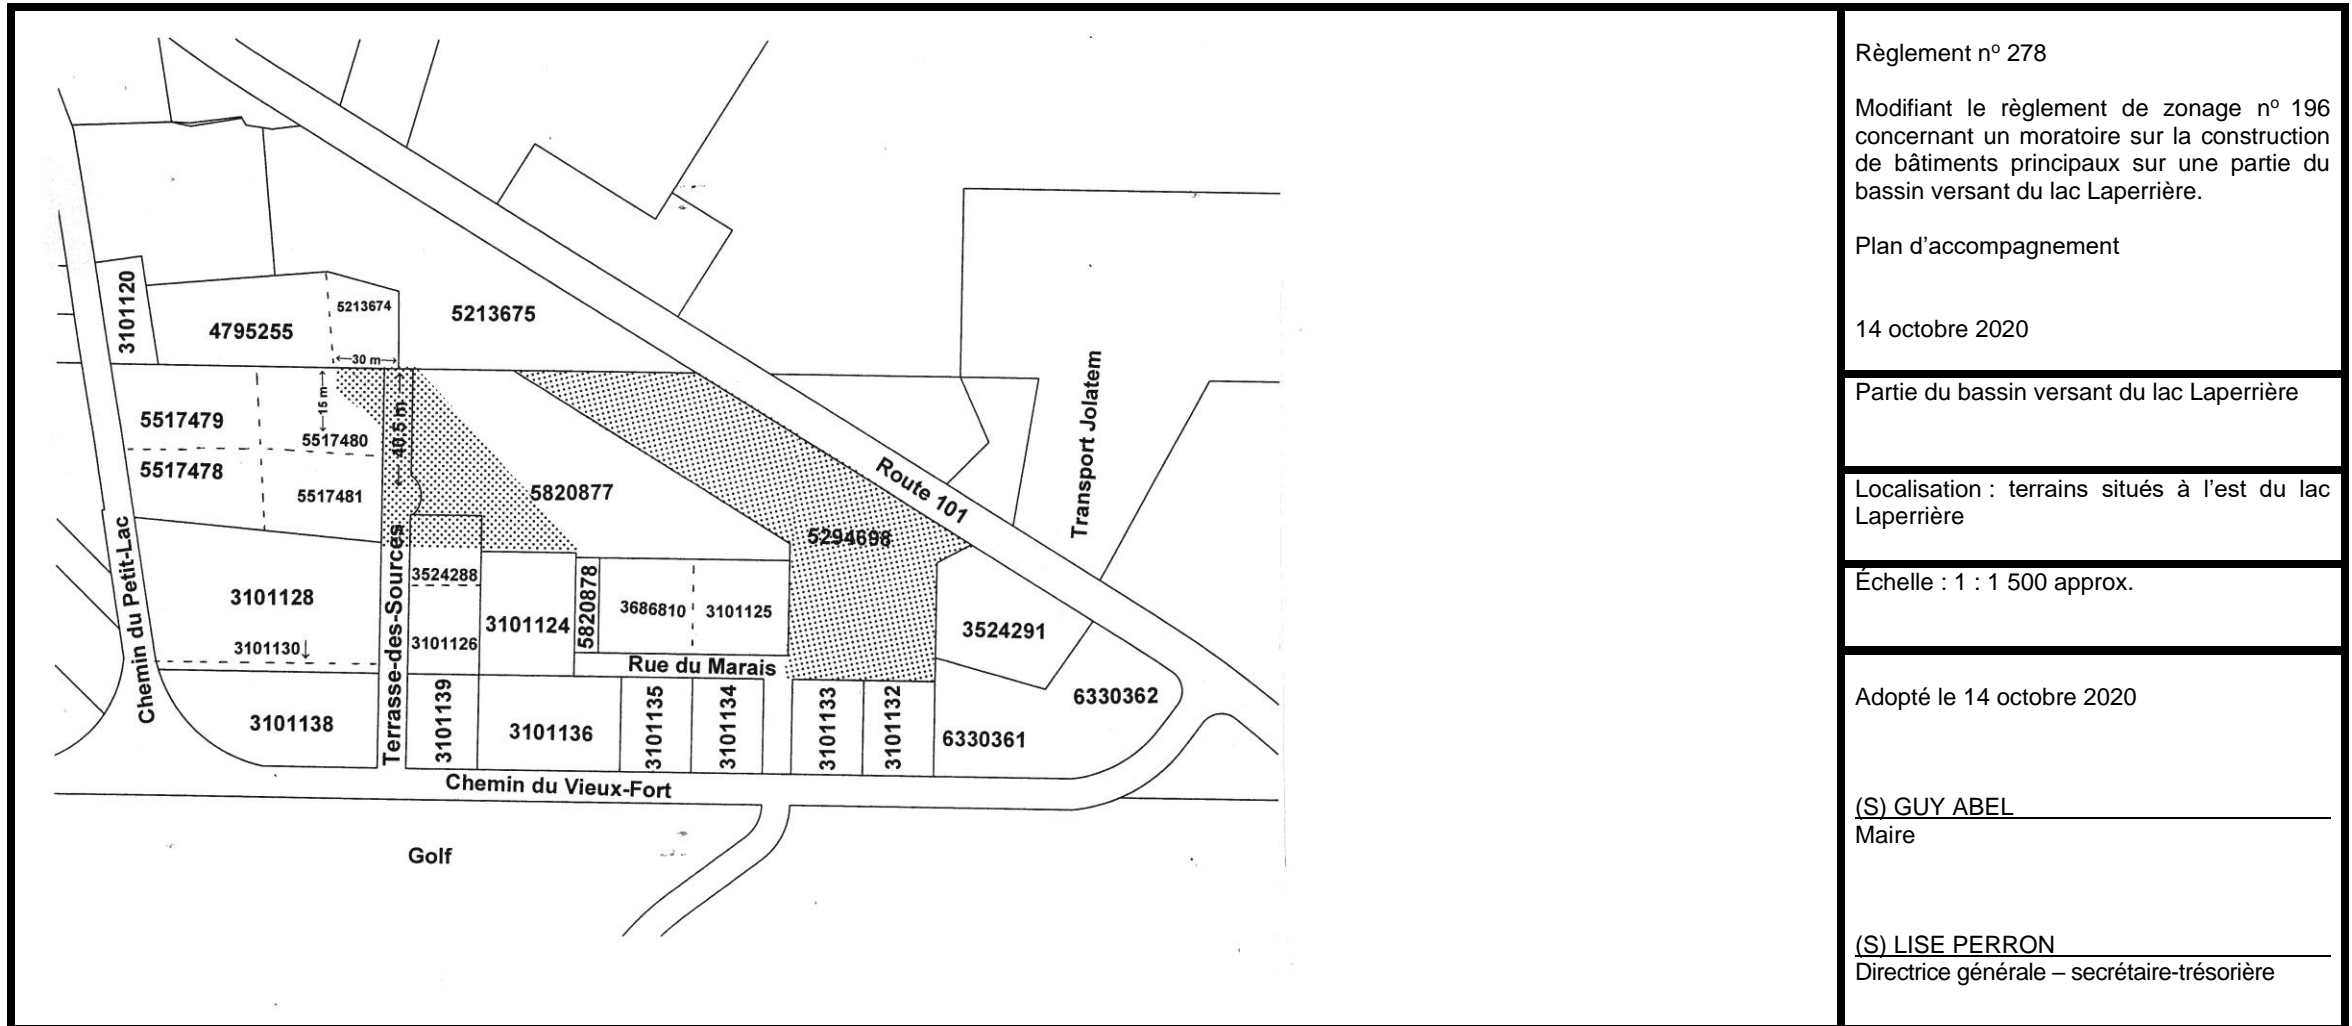 3101120
4795255
5213674
5213675
←30 m→
←15 m→
← 40.5 m →
5517479
5517480
5517478
5517481
5820877
5294698
Route 101
Transport Jolatem
Chemin du Petit-Lac
Terrasse-des-Sources
3101128
3101130↓
3524288
3101126
3101124
5820878
3686810
3101125
Rue du Marais
3524291
6330362
6330361
3101138
3101139
3101136
3101135
3101134
3101133
3101132
Chemin du Vieux-Fort
Golf
Règlement nº 278
Modifiant le règlement de zonage nº 196
concernant un moratoire sur la construction
de bâtiments principaux sur une partie du
bassin versant du lac Laperrière.
Plan d’accompagnement
14 octobre 2020
Partie du bassin versant du lac Laperrière
Localisation : terrains situés à l’est du lac
Laperrière
Échelle : 1 : 1 500 approx.
Adopté le 14 octobre 2020
(S) GUY ABEL
Maire
(S) LISE PERRON
Directrice générale – secrétaire-trésorière